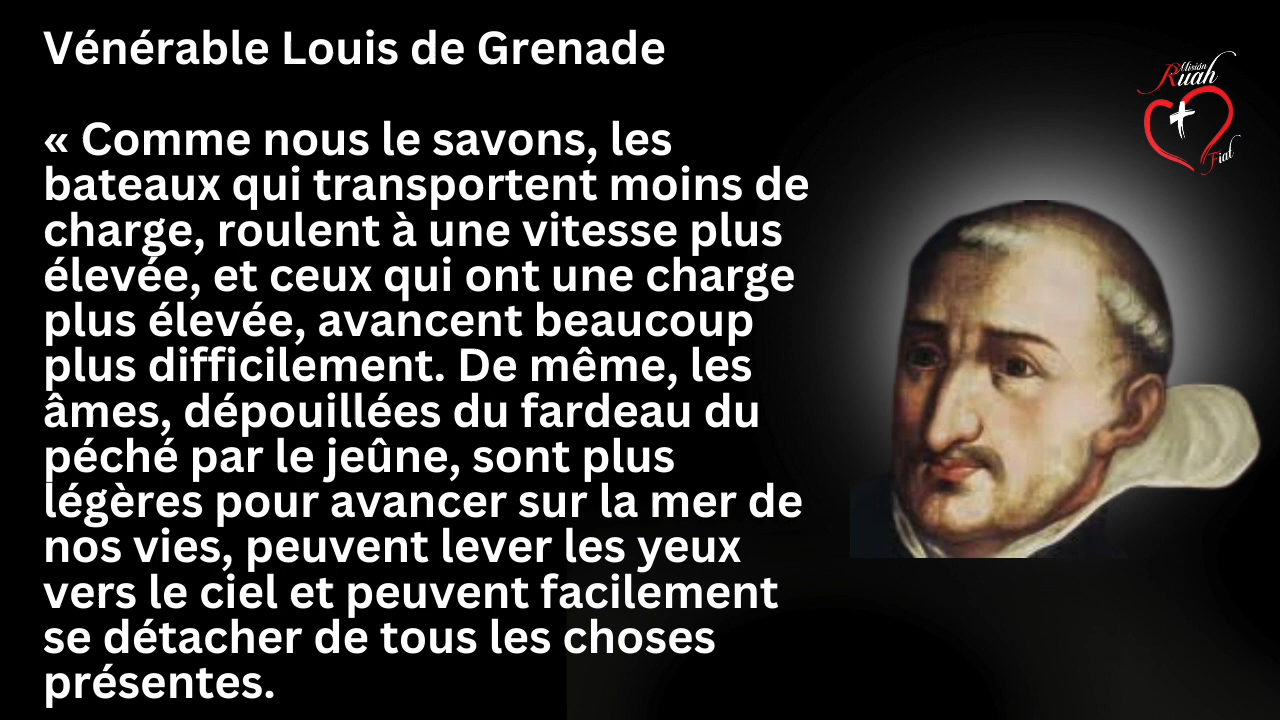 Vénérable Louis de Grenade
« Comme nous le savons, les
bateaux qui transportent moins de
charge, roulent à une vitesse plus
élevée, et ceux qui ont une charge
plus élevée, avancent beaucoup
plus difficilement. De même, les
âmes, dépouillées du fardeau du
péché par le jeûne, sont plus
légères pour avancer sur la mer de
nos vies, peuvent lever les yeux
vers le ciel et peuvent facilement
se détacher de tous les choses
présentes.
Misión
Ruah
Fial